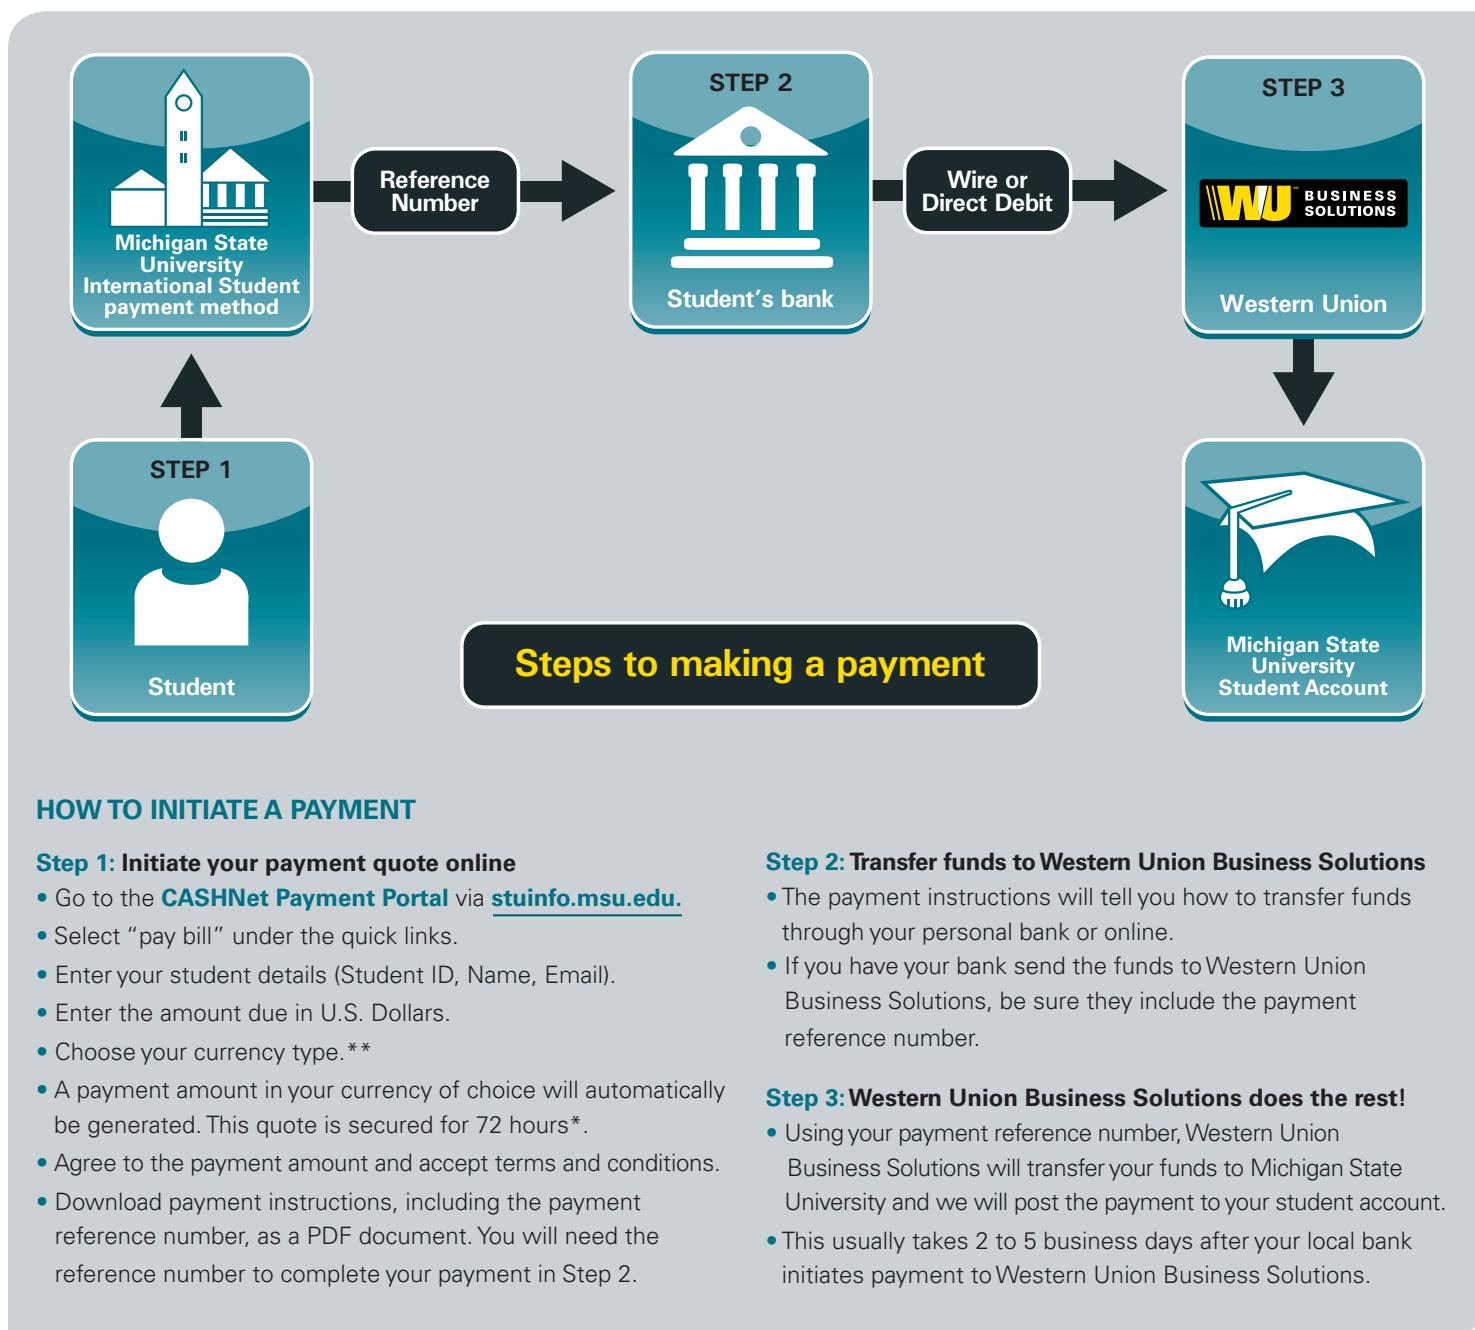 STEP 2
STEP 3
Reference
Number
Wire or
Direct Debit
WU™ BUSINESS
SOLUTIONS
Michigan State
University
International Student
payment method
Student's bank
Western Union
STEP 1
Student
Steps to making a payment
Michigan State
University
Student Account
HOW TO INITIATE A PAYMENT
Step 1: Initiate your payment quote online
• Go to the CASHNet Payment Portal via stuinfo.msu.edu.
• Select “pay bill” under the quick links.
• Enter your student details (Student ID, Name, Email).
• Enter the amount due in U.S. Dollars.
• Choose your currency type.**
• A payment amount in your currency of choice will automatically
be generated. This quote is secured for 72 hours*.
• Agree to the payment amount and accept terms and conditions.
• Download payment instructions, including the payment
reference number, as a PDF document. You will need the
reference number to complete your payment in Step 2.
Step 2: Transfer funds to Western Union Business Solutions
• The payment instructions will tell you how to transfer funds
through your personal bank or online.
• If you have your bank send the funds to Western Union
Business Solutions, be sure they include the payment
reference number.
Step 3: Western Union Business Solutions does the rest!
• Using your payment reference number, Western Union
Business Solutions will transfer your funds to Michigan State
University and we will post the payment to your student account.
• This usually takes 2 to 5 business days after your local bank
initiates payment to Western Union Business Solutions.